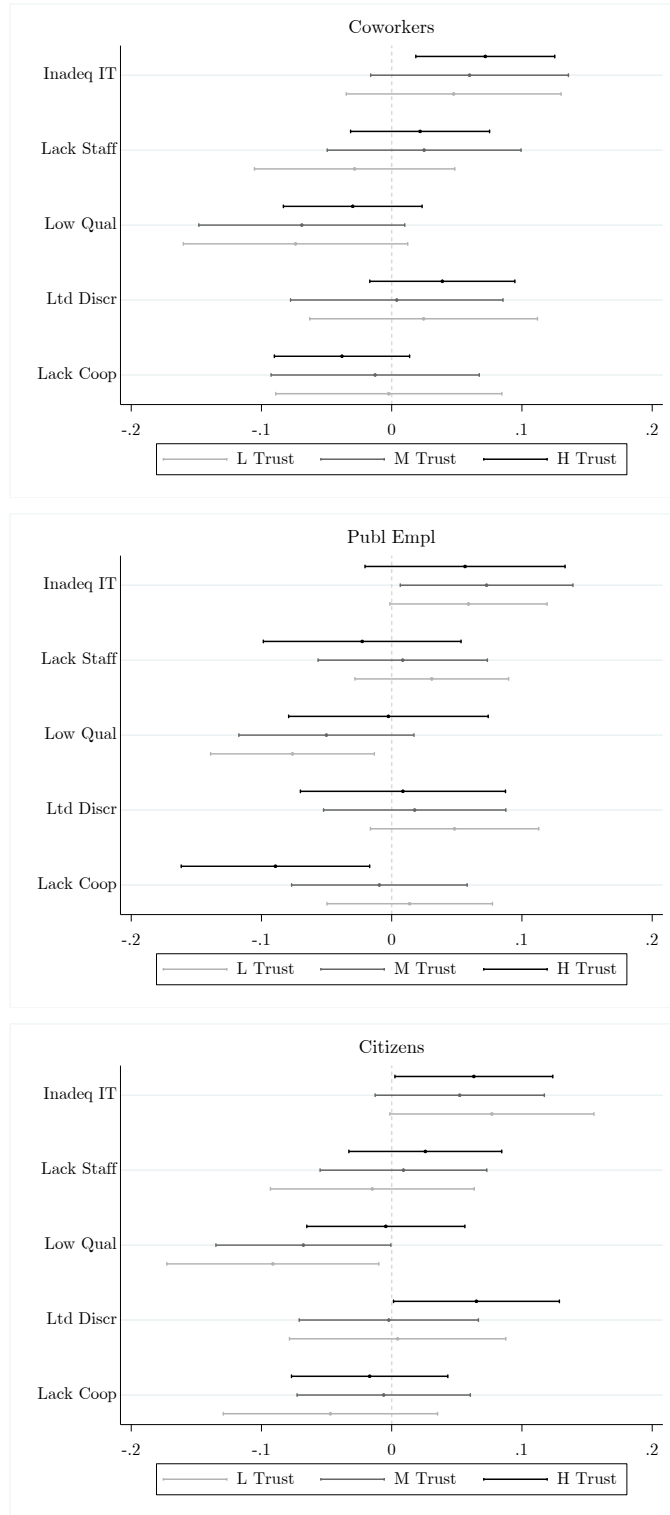 Coworkers
Inadeq IT
Lack Staff
Low Qual
Ltd Discr
Lack Coop
-.2 -.1 0 .1 .2
L Trust M Trust H Trust
Publ Empl
Inadeq IT
Lack Staff
Low Qual
Ltd Discr
Lack Coop
-.2 -.1 0 .1 .2
L Trust M Trust H Trust
Citizens
Inadeq IT
Lack Staff
Low Qual
Ltd Discr
Lack Coop
-.2 -.1 0 .1 .2
L Trust M Trust H Trust